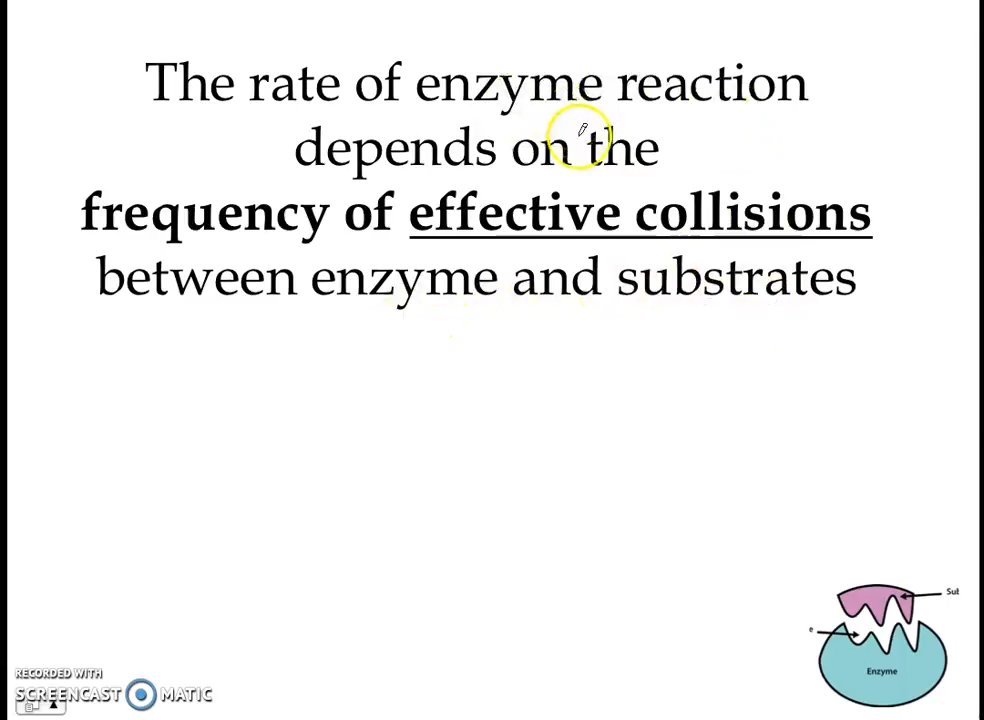 The rate of enzyme reaction
depends on the
frequency of effective collisions
between enzyme and substrates
Sut
e
Enzyme
RECORDED WITH
SCREENCAST MATIC